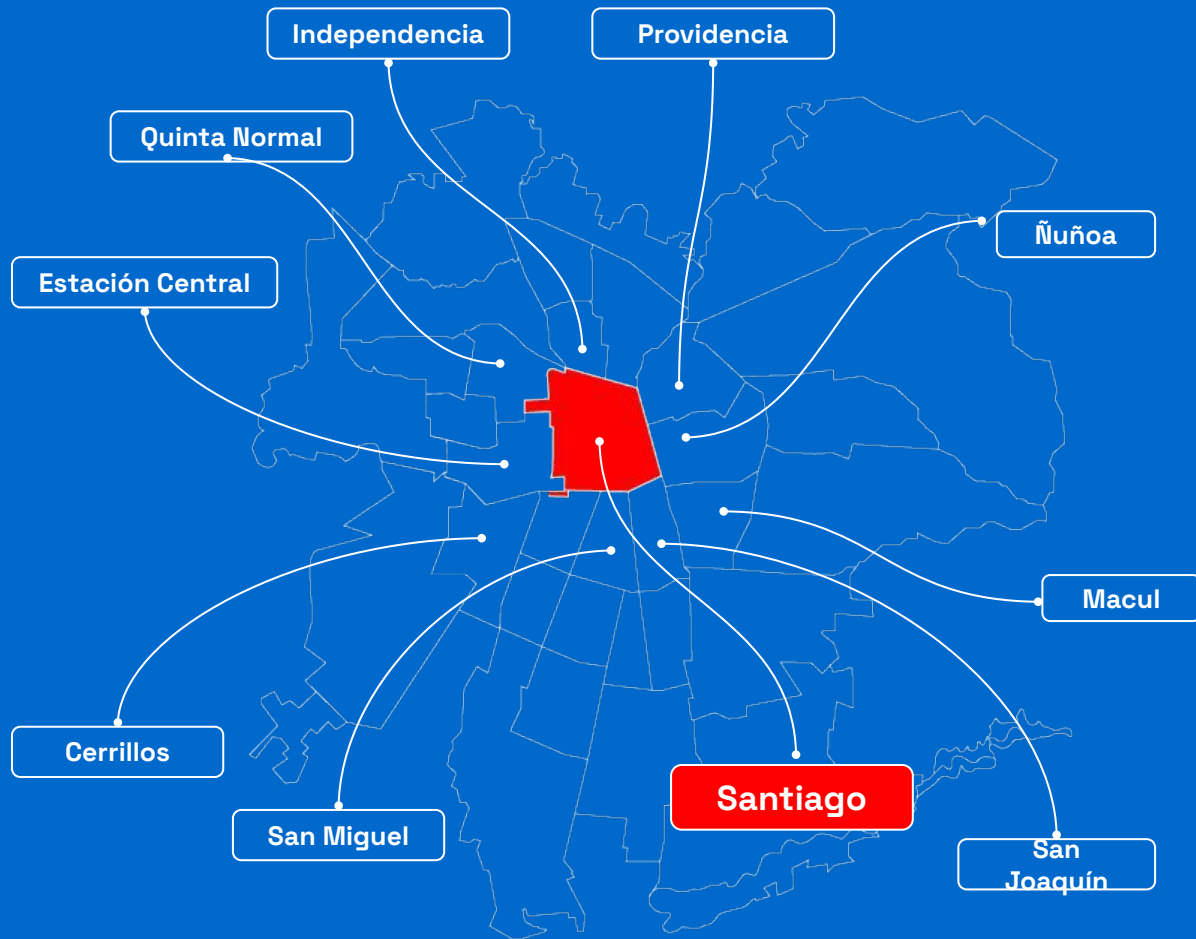 Independencia
Providencia
Quinta Normal
Ñuñoa
Estación Central
Macul
Cerrillos
Santiago
San Miguel
San
Joaquín